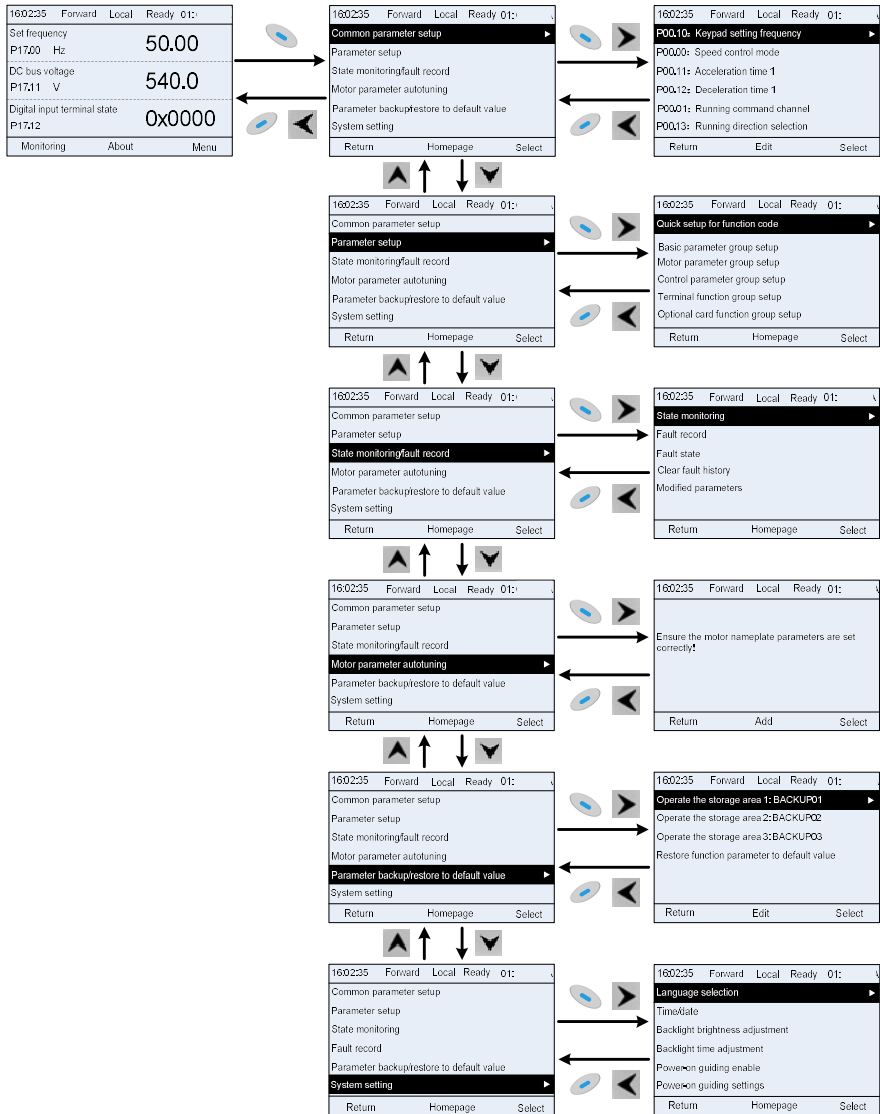 16:02:35 Forward Local Ready 01:
Set frequency
P17.00 Hz 50.00
DC bus voltage
P17.11 V 540.0
Digital input terminal state
P17.12 0x0000
Monitoring About Menu
16:02:35 Forward Local Ready 01:
Common parameter setup
Parameter setup
State monitoring/fault record
Motor parameter autotuning
Parameter backup/restore to default value
System setting
Return Homepage Select
16:02:35 Forward Local Ready 01:
P00.10: Keypad setting frequency
P00.00: Speed control mode
P00.11: Acceleration time 1
P00.12: Deceleration time 1
P00.01: Running command channel
P00.13: Running direction selection
Return Edit Select
16:02:35 Forward Local Ready 01:
Common parameter setup
Parameter setup
State monitoring/fault record
Motor parameter autotuning
Parameter backup/restore to default value
System setting
Return Homepage Select
16:02:35 Forward Local Ready 01:
Quick setup for function code
Basic parameter group setup
Motor parameter group setup
Control parameter group setup
Terminal function group setup
Optional card function group setup
Return Homepage Select
16:02:35 Forward Local Ready 01:
Common parameter setup
Parameter setup
State monitoring/fault record
Motor parameter autotuning
Parameter backup/restore to default value
System setting
Return Homepage Select
16:02:35 Forward Local Ready 01:
State monitoring
Fault record
Fault state
Clear fault history
Modified parameters
Return Homepage Select
16:02:35 Forward Local Ready 01:
Common parameter setup
Parameter setup
State monitoring/fault record
Motor parameter autotuning
Parameter backup/restore to default value
System setting
Return Homepage Select
16:02:35 Forward Local Ready 01:
Ensure the motor nameplate parameters are set
correctly!
Return Add Select
16:02:35 Forward Local Ready 01:
Common parameter setup
Parameter setup
State monitoring/fault record
Motor parameter autotuning
Parameter backup/restore to default value
System setting
Return Homepage Select
16:02:35 Forward Local Ready 01:
Operate the storage area 1: BACKUP01
Operate the storage area 2: BACKUP02
Operate the storage area 3: BACKUP03
Restore function parameter to default value
Return Edit Select
16:02:35 Forward Local Ready 01:
Common parameter setup
Parameter setup
State monitoring
Fault record
Parameter backup/restore to default value
System setting
Return Homepage Select
16:02:35 Forward Local Ready 01:
Language selection
Time/date
Backlight brightness adjustment
Backlight time adjustment
Power-on guiding enable
Power-on guiding settings
Return Homepage Select